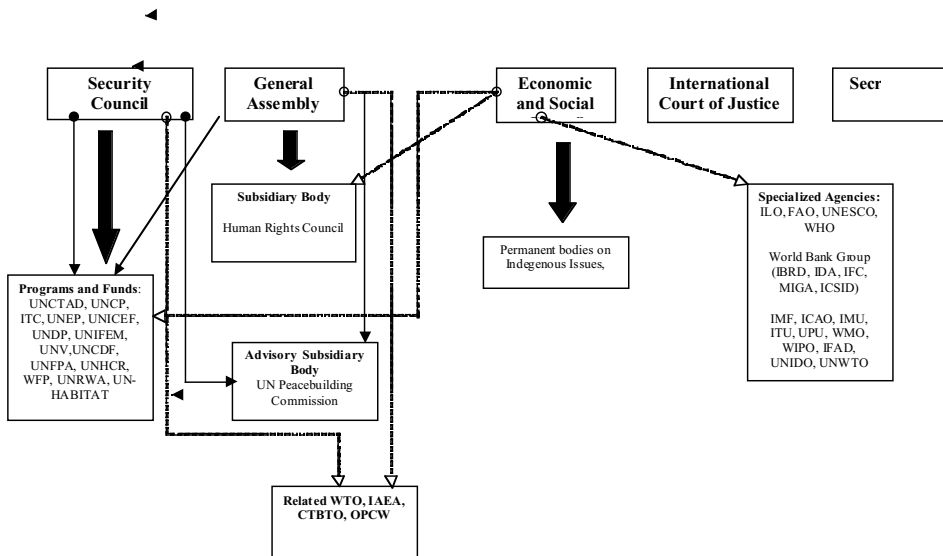 Security
Council
General
Assembly
Economic
and Social
International
Court of Justice
Secr
Subsidiary Body
Human Rights Council
Permanent bodies on
Indegenous Issues,
Specialized Agencies:
ILO, FAO, UNESCO,
WHO
World Bank Group
(IBRD, IDA, IFC,
MIGA, ICSID)
IMF, ICAO, IMU,
ITU, UPU, WMO,
WIPO, IFAD,
UNIDO, UNWTO
Programs and Funds:
UNCTAD, UNCP,
ITC, UNEP, UNICEF,
UNDP, UNIFEM,
UNV,UNCDF,
UNFPA, UNHCR,
WFP, UNRWA, UN-
HABITAT
Advisory Subsidiary
Body
UN Peacebuilding
Commission
Related WTO, IAEA,
CTBTO, OPCW